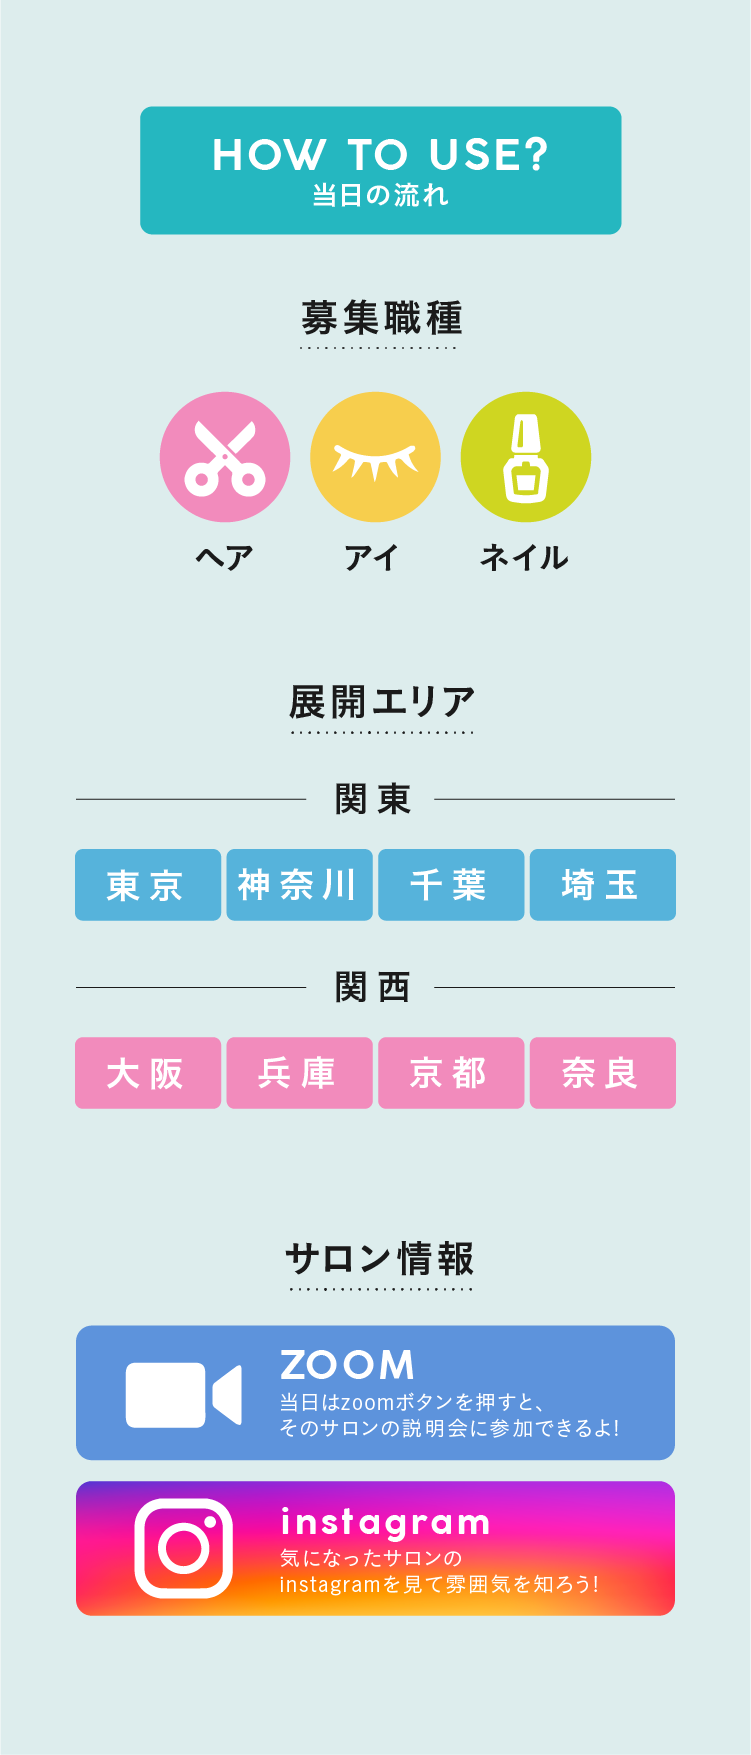 HOW TO USE?
当日の流れ
募集職種
ヘア
アイ
ネイル
展開エリア
関東
東京
神奈川
千葉
埼玉
関西
大阪
兵庫
京都
奈良
サロン情報
ZOOM
当日はzoomボタンを押すと、
そのサロンの説明会に参加できるよ!
instagram
気になったサロンの
instagramを見て雰囲気を知ろう!